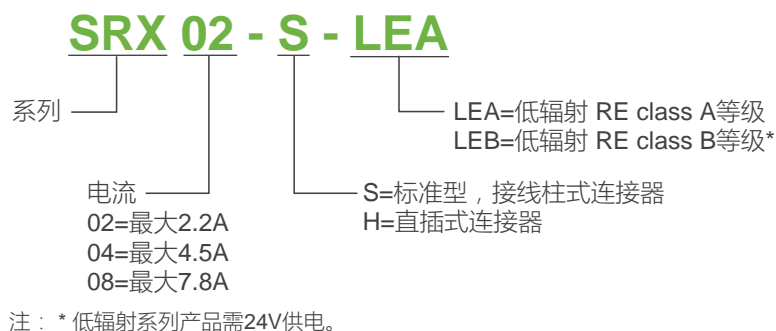 SRX 02 - S - LEA
系列
LEA=低辐射 RE class A等级
LEB=低辐射 RE class B等级*
电流
02=最大2.2A
04=最大4.5A
08=最大7.8A
S=标准型，接线柱式连接器
H=直插式连接器
注：* 低辐射系列产品需24V供电。